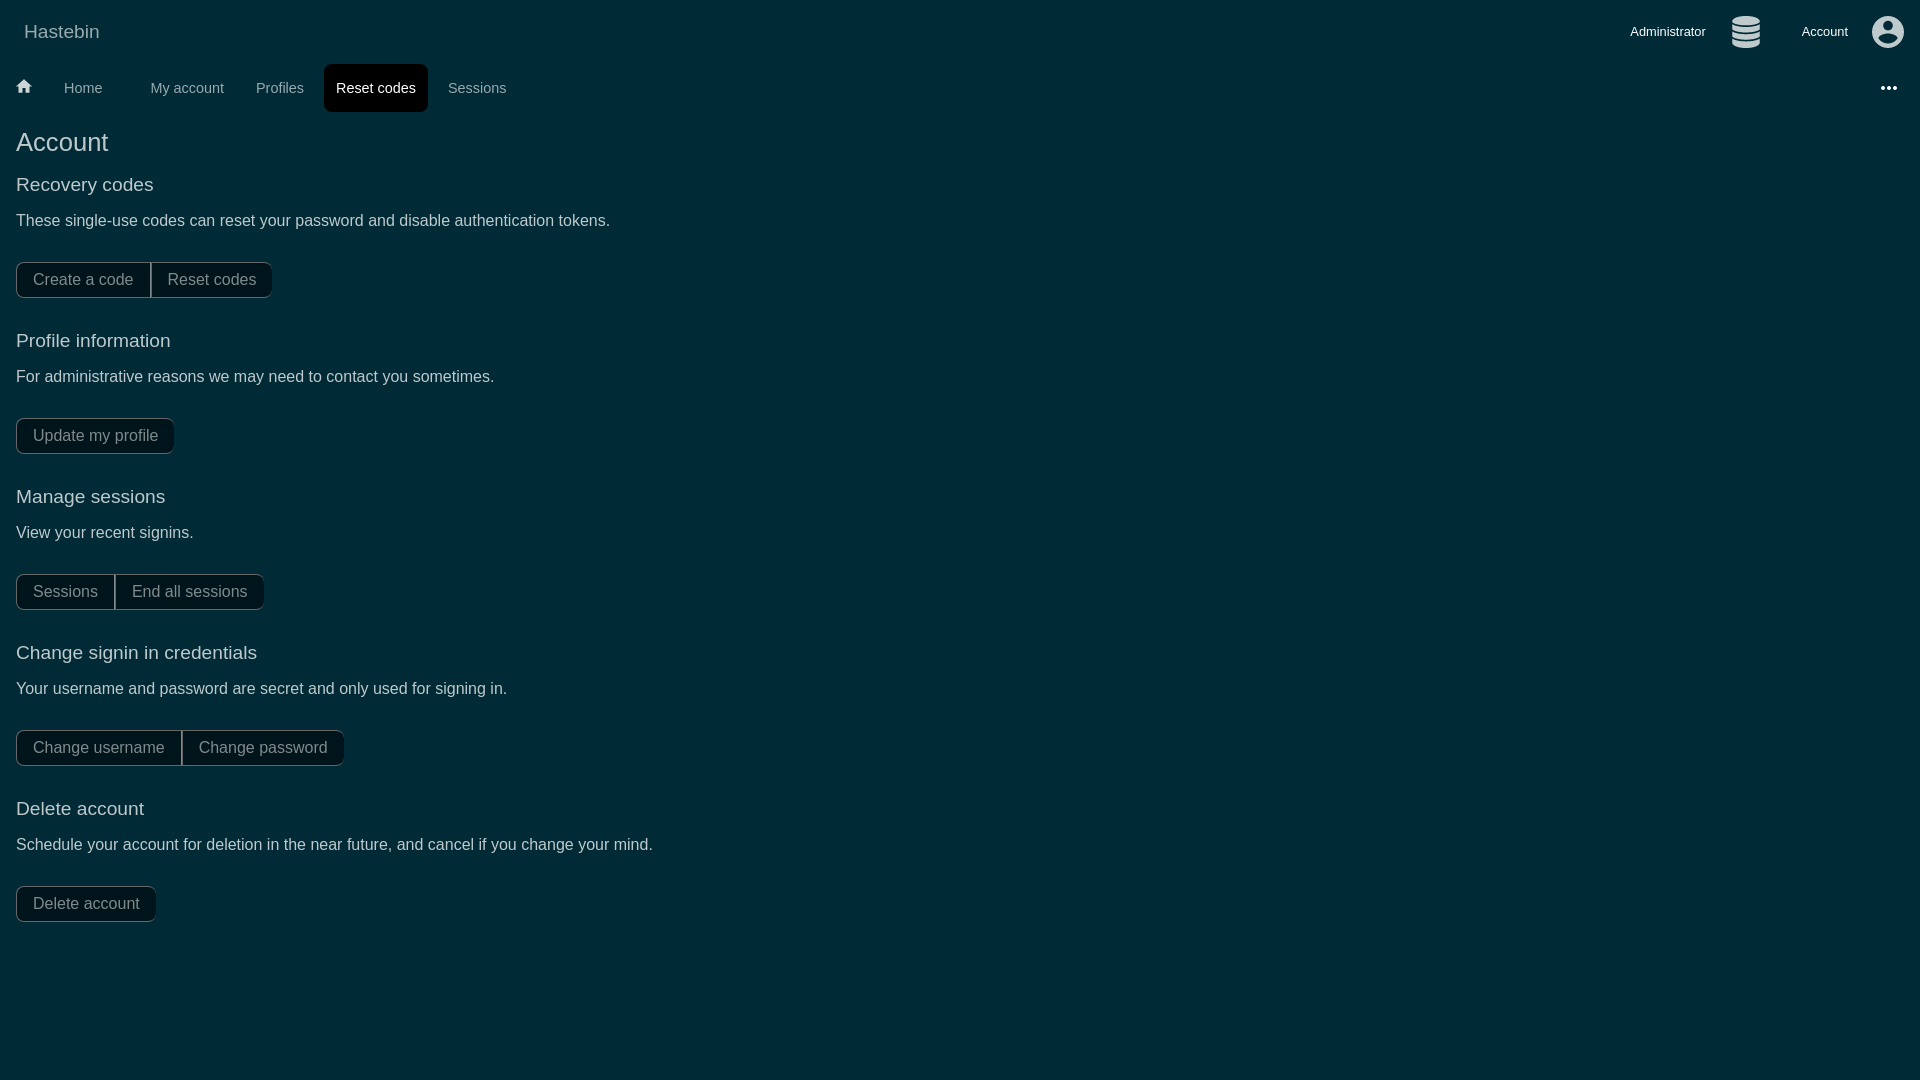 Hastebin
Administrator
Account
Home
My account
Profiles
Reset codes
Sessions
Account
Recovery codes
These single-use codes can reset your password and disable authentication tokens.
Create a code
Reset codes
Profile information
For administrative reasons we may need to contact you sometimes.
Update my profile
Manage sessions
View your recent signins.
Sessions
End all sessions
Change signin in credentials
Your username and password are secret and only used for signing in.
Change username
Change password
Delete account
Schedule your account for deletion in the near future, and cancel if you change your mind.
Delete account